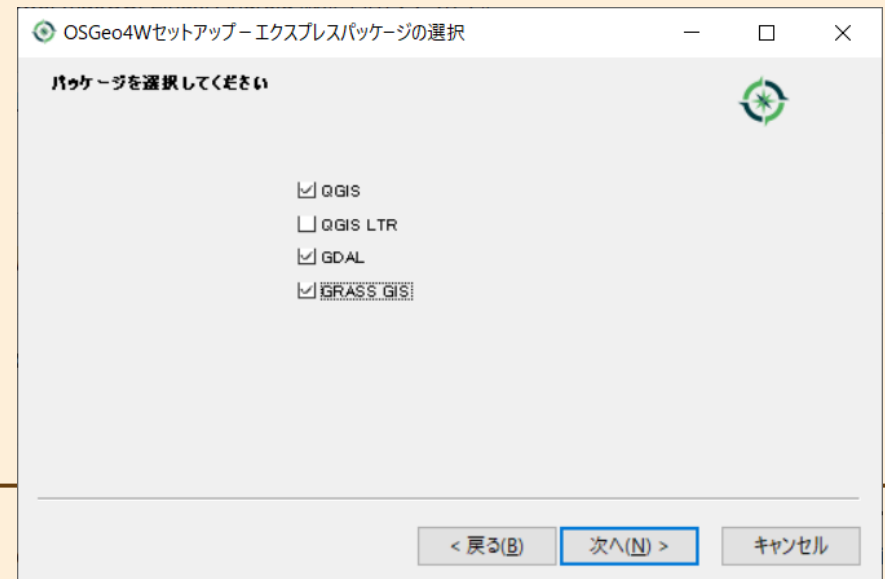 OSGeo4Wセットアップ – エクスプレスパッケージの選択
パッケージを選択してください
QGIS
QGIS LTR
GDAL
GRASS GIS
< 戻る(B)
次へ(N) >
キャンセル